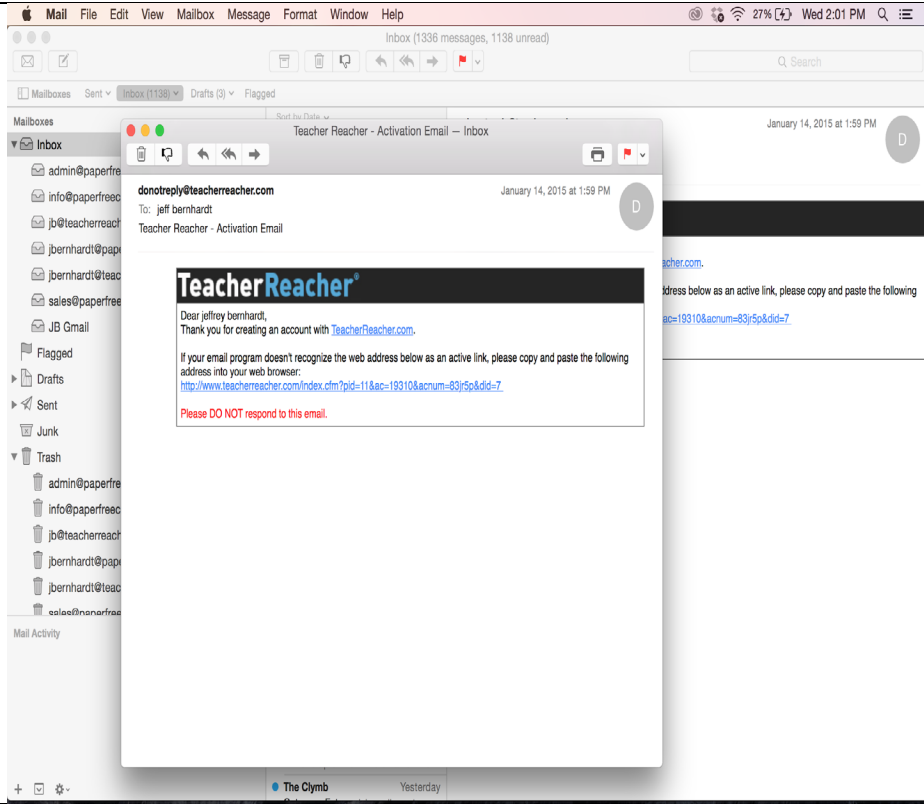 Mail File Edit View Mailbox Message Format Window Help 27% Wed 2:01 PM
Inbox (1336 messages, 1138 unread)
Search
Mailboxes Sent Inbox (1138) Drafts (3) Flagged
Mailboxes
Inbox
admin@paperfre
info@paperfreec
jb@teacherreach
jbernhardt@pape
jbernhardt@teac
sales@paperfree
JB Gmail
Flagged
Drafts
Sent
Junk
Trash
admin@paperfre
info@paperfreec
jb@teacherreach
jbernhardt@pape
jbernhardt@teac
sales@paperfree
Mail Activity
Sort by Date
Teacher Reacher - Activation Email — Inbox
donotreply@teacherreacher.com January 14, 2015 at 1:59 PM
D
To: jeff bernhardt
Teacher Reacher - Activation Email
TeacherReacher®
Dear jeffrey bernhardt,
Thank you for creating an account with TeacherReacher.com.
If your email program doesn't recognize the web address below as an active link, please copy and paste the following
address into your web browser:
http://www.teacherreacher.com/index.cfm?pid=11&ac=19310&acnum=83jr5p&did=7
Please DO NOT respond to this email.
January 14, 2015 at 1:59 PM
D
acher.com.
ddress below as an active link, please copy and paste the following
ac=19310&acnum=83jr5p&did=7
The Clymb Yesterday